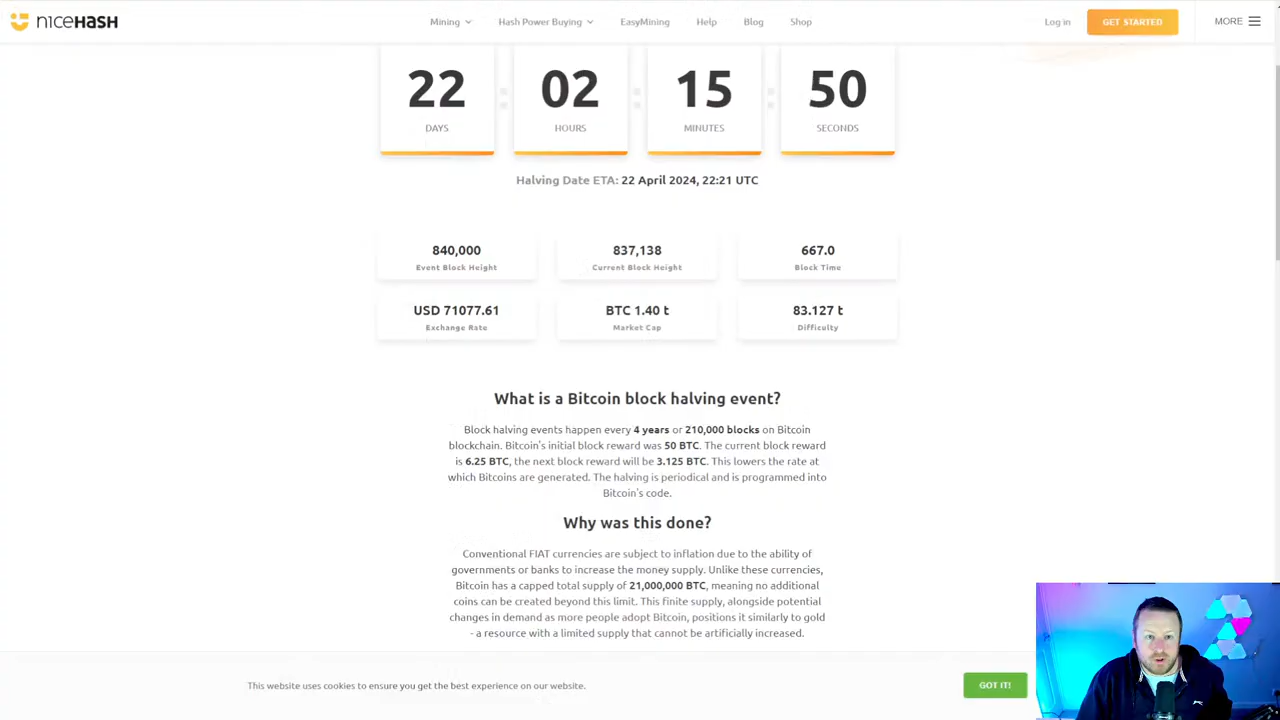 nıceHASH
Mining
Hash Power Buying
EasyMining
Help
Blog
Shop
Log in
GET STARTED
MORE
22 : 02 : 15 : 50
DAYS HOURS MINUTES SECONDS
Halving Date ETA: 22 April 2024, 22:21 UTC
840,000
Event Block Height
837,138
Current Block Height
667.0
Block Time
USD 71077.61
Exchange Rate
BTC 1.40 t
Market Cap
83.127 t
Difficulty
What is a Bitcoin block halving event?
Block halving events happen every 4 years or 210,000 blocks on Bitcoin
blockchain. Bitcoin's initial block reward was 50 BTC. The current block reward
is 6.25 BTC, the next block reward will be 3.125 BTC. This lowers the rate at
which Bitcoins are generated. The halving is periodical and is programmed into
Bitcoin's code.
Why was this done?
Conventional FIAT currencies are subject to inflation due to the ability of
governments or banks to increase the money supply. Unlike these currencies,
Bitcoin has a capped total supply of 21,000,000 BTC, meaning no additional
coins can be created beyond this limit. This finite supply, alongside potential
changes in demand as more people adopt Bitcoin, positions it similarly to gold
- a resource with a limited supply that cannot be artificially increased.
This website uses cookies to ensure you get the best experience on our website.
GOT IT!